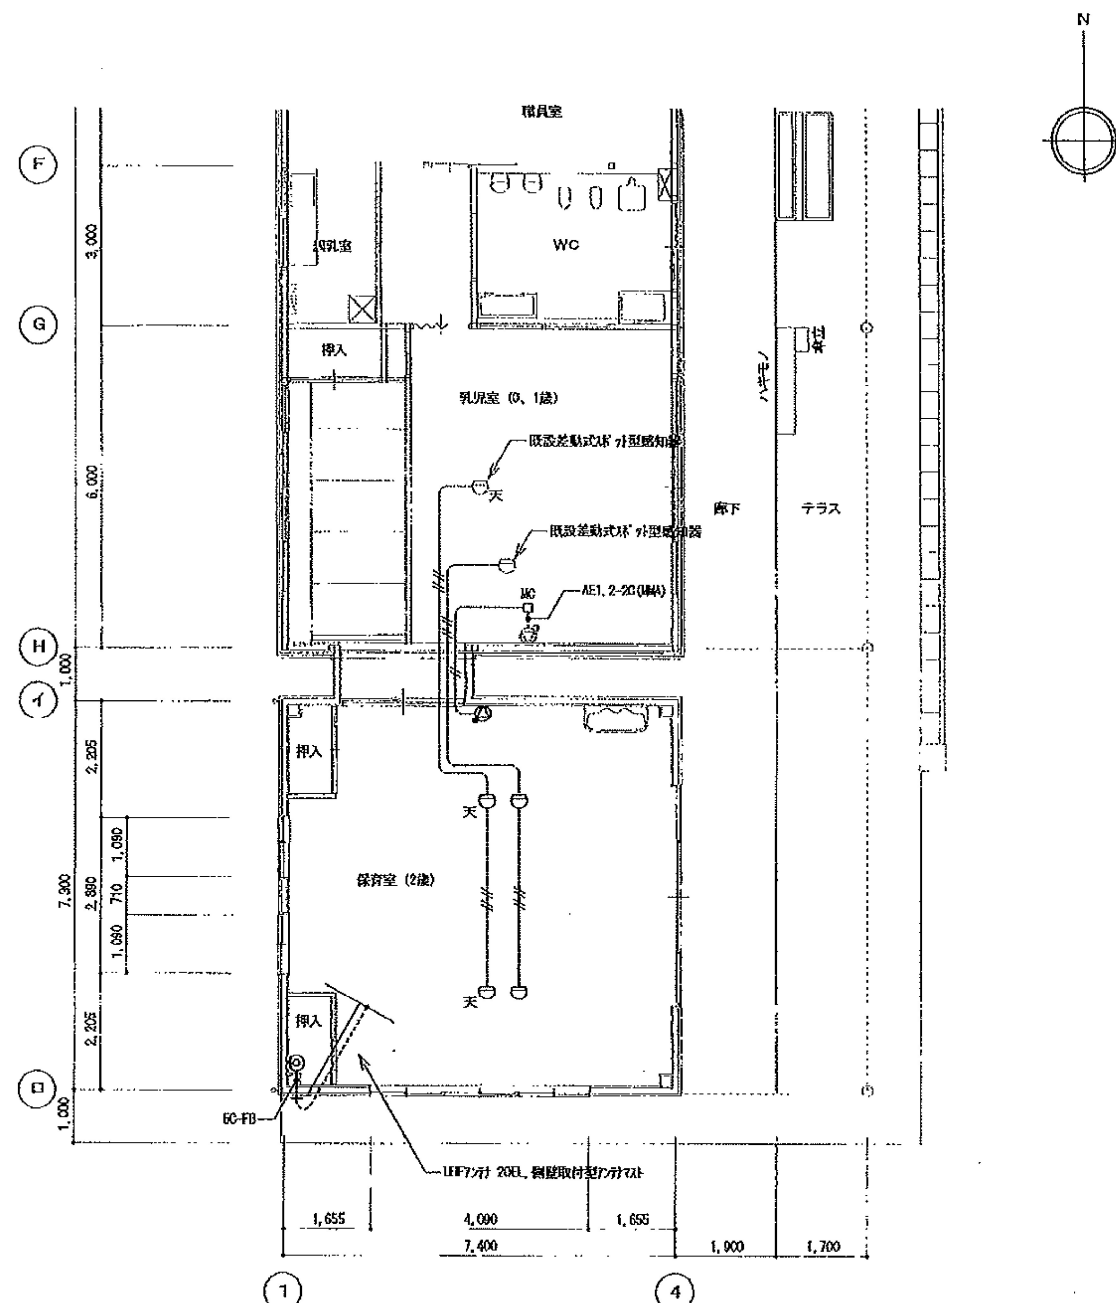 N
職員室
F
3,000
調乳室
WC
G
押入
本立
ハキモノ
乳児室 (0、1歳)
既設差動式スポット型感知器
天
6,000
廊下
テラス
既設差動式スポット型感知器
MC
AE1.2-2C(MMA)
H
1,000
イ
2,205
押入
天
1,090
保育室 (2歳)
7,300
2,890
710
1,090
天
2,205
押入
ロ
1,000
5C-FB
UHFアンテナ 20EL, 側壁取付型アンテナマスト
1,655
4,090
1,655
7,400
1,900
1,700
1
4